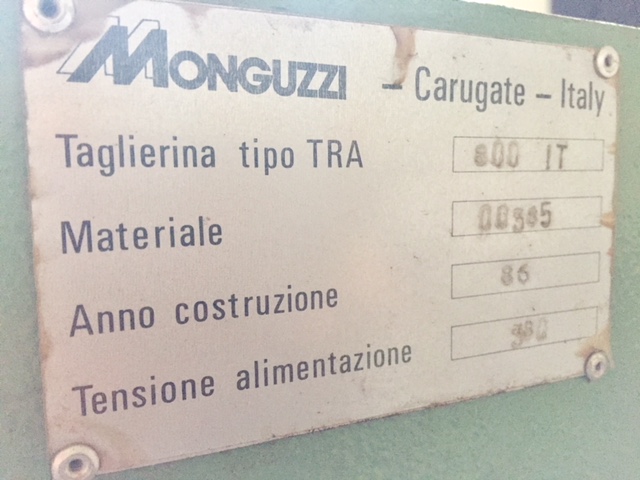 MONGUZZI - Carugate - Italy
Taglierina tipo TRA 800 IT
Materiale
Anno costruzione 86
Tensione alimentazione 380